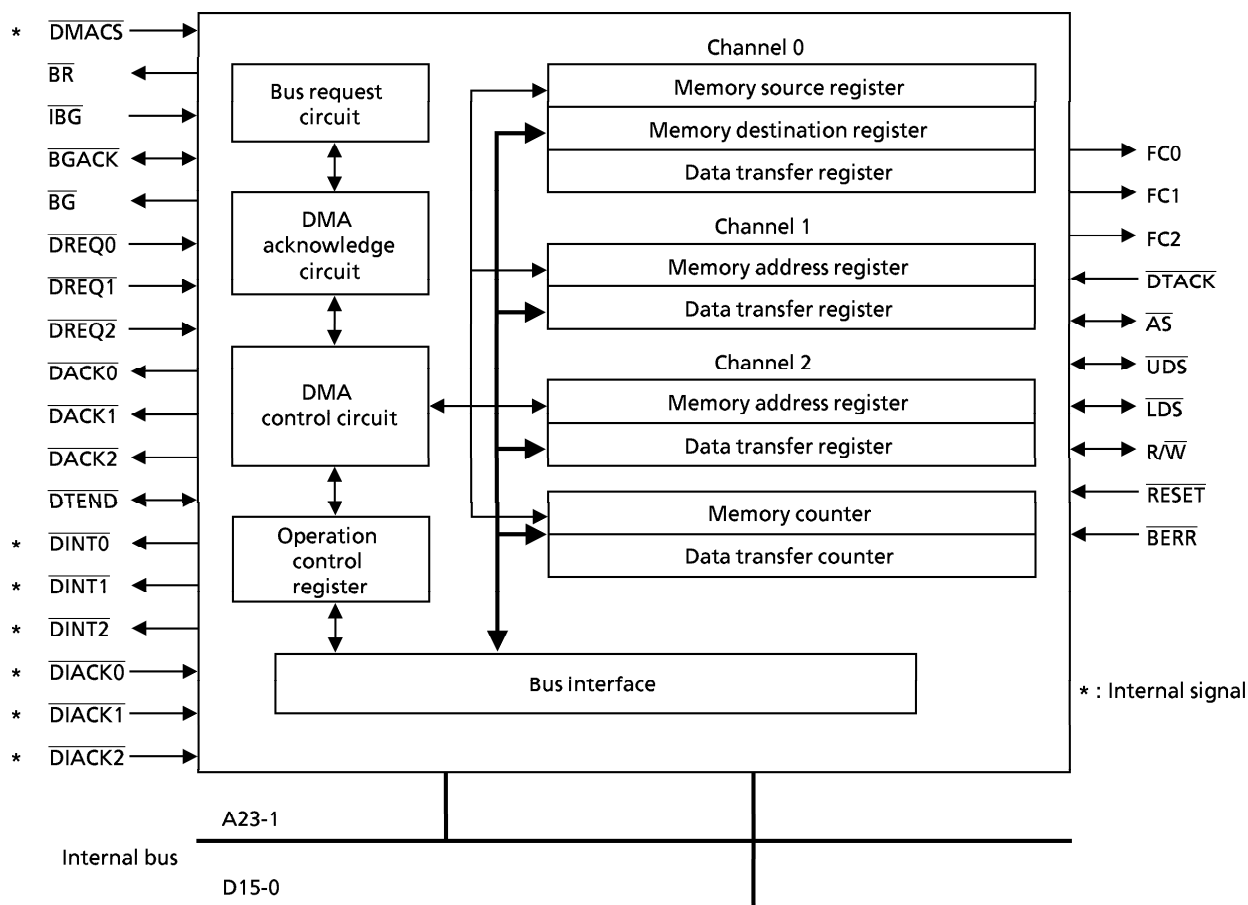 * DMACS
BR
IBG
BGACK
BG
DREQ0
DREQ1
DREQ2
DACK0
DACK1
DACK2
DTEND
* DINT0
* DINT1
* DINT2
* DIACK0
* DIACK1
* DIACK2
Bus request
circuit
DMA
acknowledge
circuit
DMA
control circuit
Operation
control
register
Channel 0
Memory source register
Memory destination register
Data transfer register
Channel 1
Memory address register
Data transfer register
Channel 2
Memory address register
Data transfer register
Memory counter
Data transfer counter
Bus interface
FC0
FC1
FC2
DTACK
AS
UDS
LDS
R/W
RESET
BERR
* : Internal signal
A23-1
Internal bus
D15-0